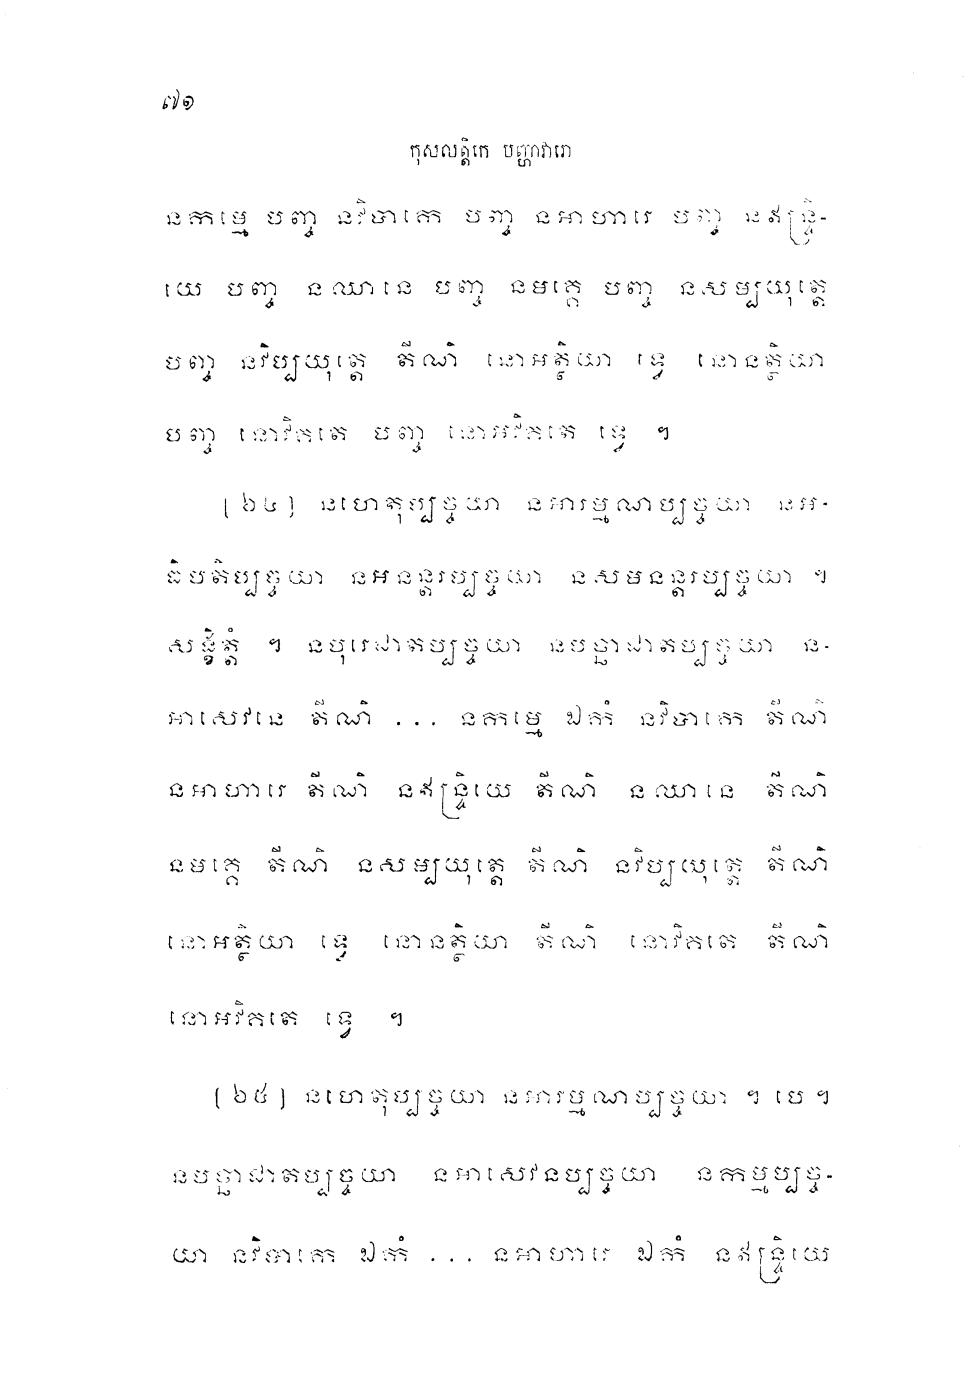 ៧១
កុសលត្តិកេ បញ្ហាវារោ
នកម្មេ បញ្ច នវិបាកេ បញ្ច នអាហារេ បញ្ច នឥន្ទ្រិ-
យេ បញ្ច នឈានេ បញ្ច នមគ្គេ បញ្ច នសម្បយុត្តេ
បញ្ច នវិប្បយុត្តេ តីណិ នោអត្ថិយា ទ្វេ នោនត្ថិយា
បញ្ច នោវិគតេ បញ្ច នោអវិគតេ ទ្វេ ។
(៦៤) នហេតុប្បច្ចយា នអារម្មណប្បច្ចយា នអ-
ធិបតិប្បច្ចយា នអនន្តរប្បច្ចយា នសមនន្តរប្បច្ចយា ។
សង្ខិត្តំ ។ នបុរេជាតប្បច្ចយា នបច្ឆាជាតប្បច្ចយា ន-
អាសេវនេ តីណិ ... នកម្មេ ឯកំ នវិបាកេ តីណិ
នអាហារេ តីណិ នឥន្ទ្រិយេ តីណិ នឈានេ តីណិ
នមគ្គេ តីណិ នសម្បយុត្តេ តីណិ នវិប្បយុត្តេ តីណិ
នោអត្ថិយា ទ្វេ នោនត្ថិយា តីណិ នោវិគតេ តីណិ
នោអវិគតេ ទ្វេ ។
(៦៥) នហេតុប្បច្ចយា នអារម្មណប្បច្ចយា ។ បេ ។
នបច្ឆាជាតប្បច្ចយា នអាសេវនប្បច្ចយា នកម្មប្បច្ច-
យា នវិបាកេ ឯកំ ... នអាហារេ ឯកំ នឥន្ទ្រិយេ